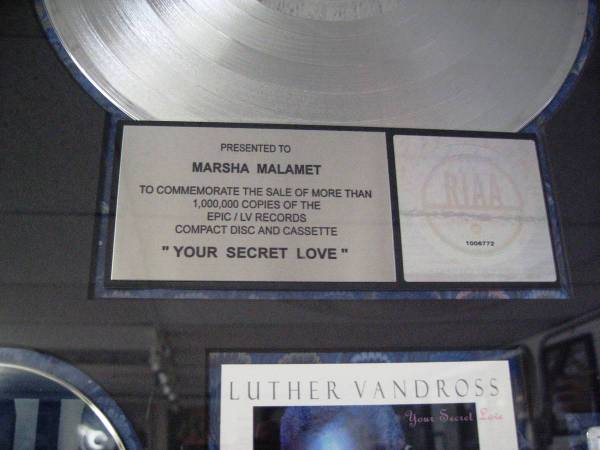 PRESENTED TO
MARSHA MALAMET
TO COMMEMORATE THE SALE OF MORE THAN
1,000,000 COPIES OF THE
EPIC / LV RECORDS
COMPACT DISC AND CASSETTE
" YOUR SECRET LOVE "
RIAA
1006772
LUTHER VANDROSS
Your Secret Love